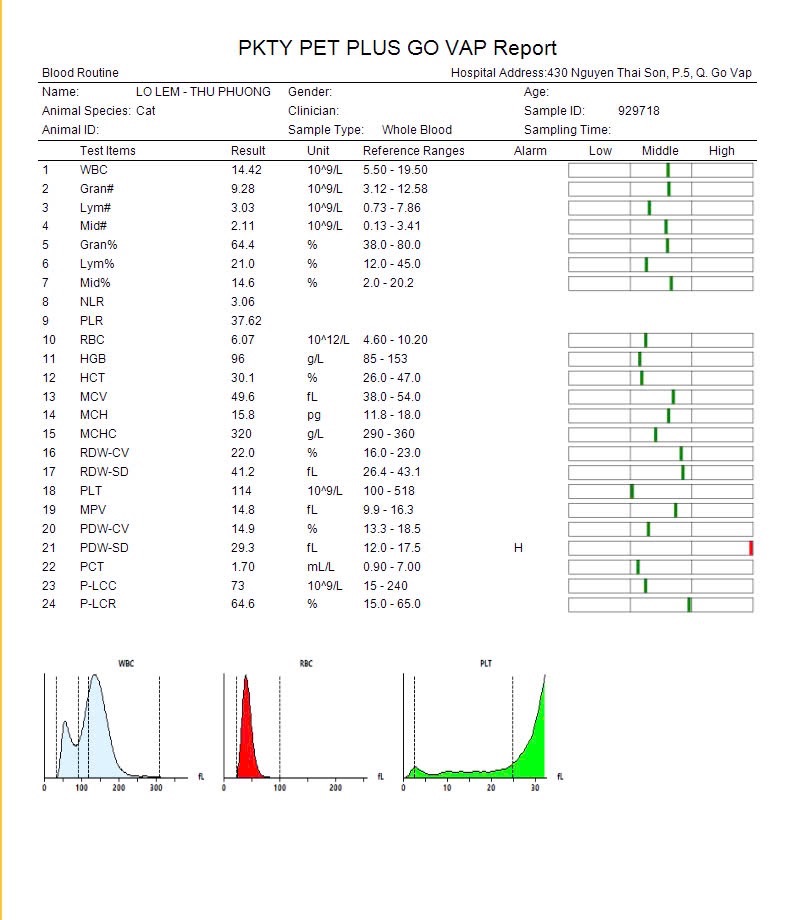 PKTY PET PLUS GO VAP Report
Blood Routine Hospital Address:430 Nguyen Thai Son, P.5, Q. Go Vap
Name: LO LEM - THU PHUONG Gender: Age:
Animal Species: Cat Clinician: Sample ID: 929718
Animal ID: Sample Type: Whole Blood Sampling Time:
Test Items Result Unit Reference Ranges Alarm Low Middle High
1 WBC 14.42 10^9/L 5.50 - 19.50
2 Gran# 9.28 10^9/L 3.12 - 12.58
3 Lym# 3.03 10^9/L 0.73 - 7.86
4 Mid# 2.11 10^9/L 0.13 - 3.41
5 Gran% 64.4 % 38.0 - 80.0
6 Lym% 21.0 % 12.0 - 45.0
7 Mid% 14.6 % 2.0 - 20.2
8 NLR 3.06
9 PLR 37.62
10 RBC 6.07 10^12/L 4.60 - 10.20
11 HGB 96 g/L 85 - 153
12 HCT 30.1 % 26.0 - 47.0
13 MCV 49.6 fL 38.0 - 54.0
14 MCH 15.8 pg 11.8 - 18.0
15 MCHC 320 g/L 290 - 360
16 RDW-CV 22.0 % 16.0 - 23.0
17 RDW-SD 41.2 fL 26.4 - 43.1
18 PLT 114 10^9/L 100 - 518
19 MPV 14.8 fL 9.9 - 16.3
20 PDW-CV 14.9 % 13.3 - 18.5
21 PDW-SD 29.3 fL 12.0 - 17.5 H
22 PCT 1.70 mL/L 0.90 - 7.00
23 P-LCC 73 10^9/L 15 - 240
24 P-LCR 64.6 % 15.0 - 65.0
WBC RBC PLT
fL fL fL
0 100 200 300 0 100 200 0 10 20 30